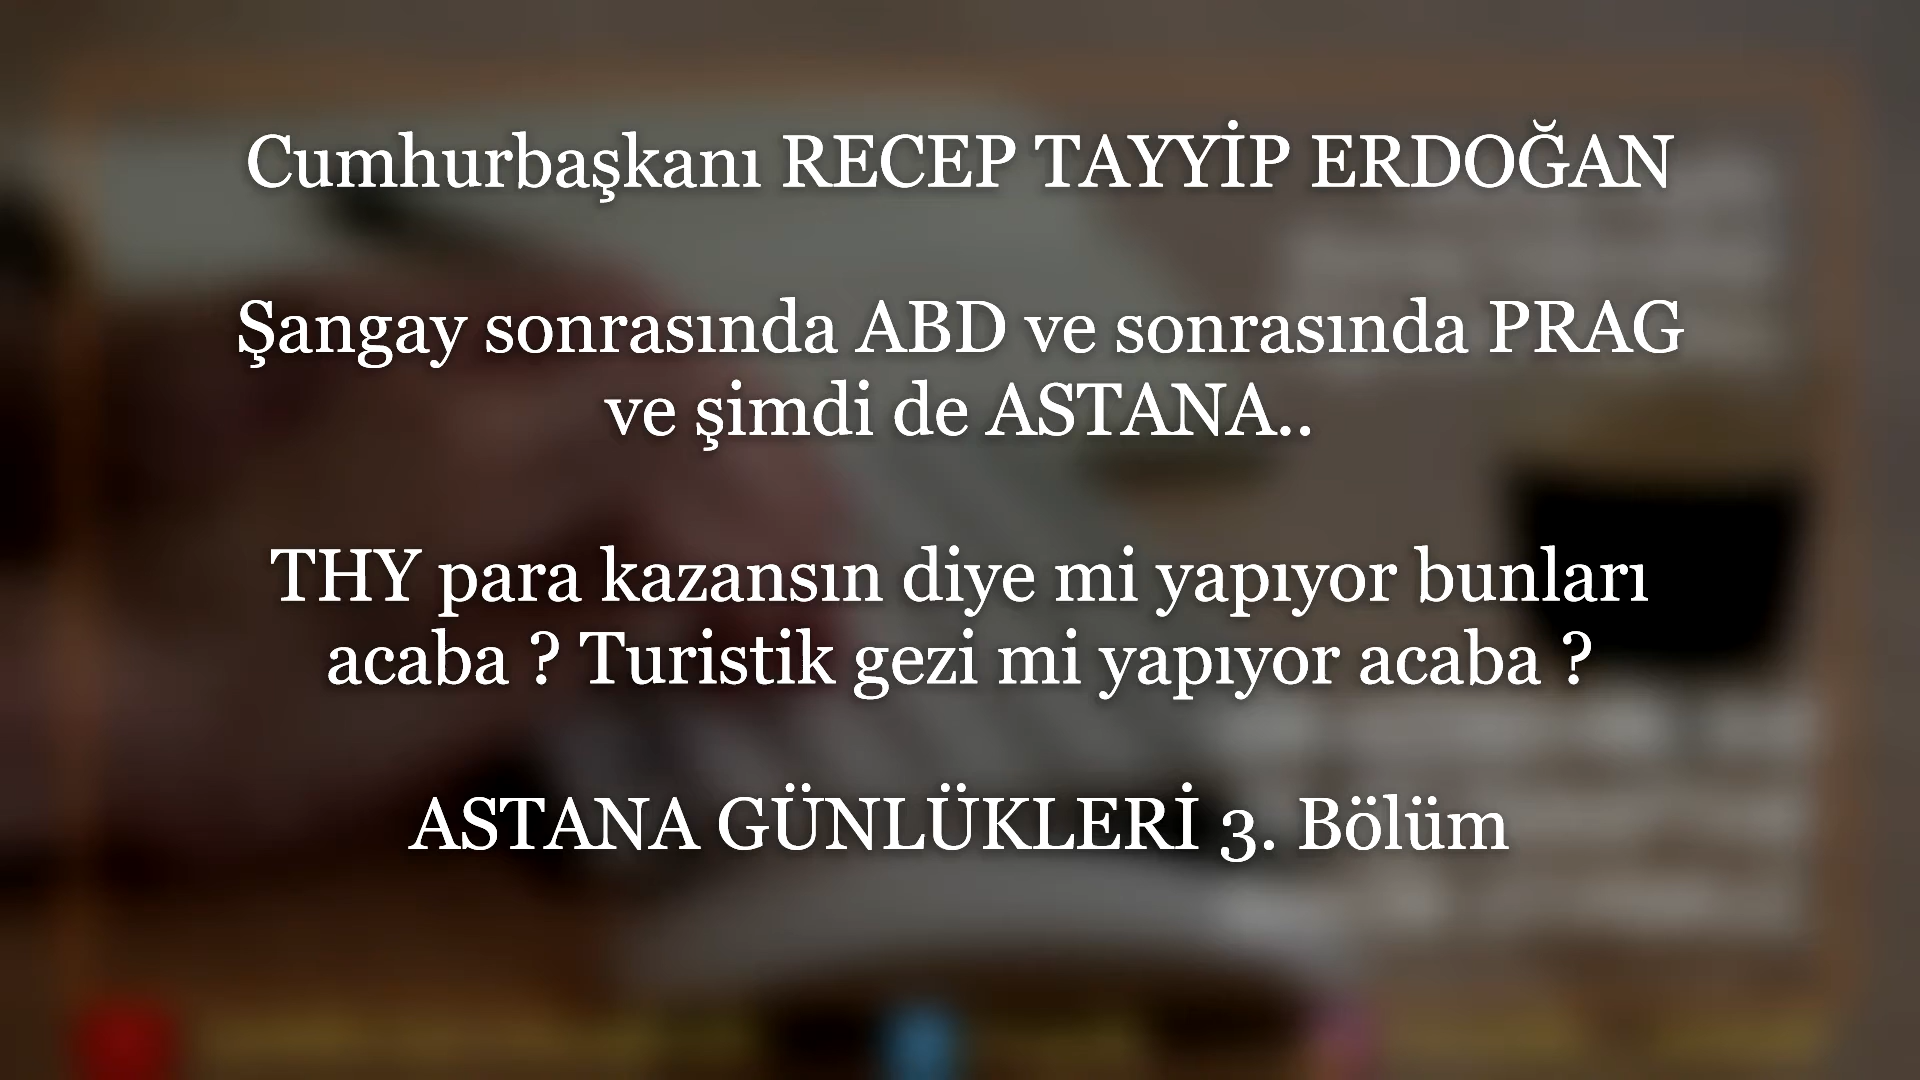 Cumhurbaşkanı RECEP TAYYİP ERDOĞAN
Şangay sonrasında ABD ve sonrasında PRAG
ve şimdi de ASTANA..
THY para kazansın diye mi yapıyor bunları
acaba ? Turistik gezi mi yapıyor acaba ?
ASTANA GÜNLÜKLERİ 3. Bölüm